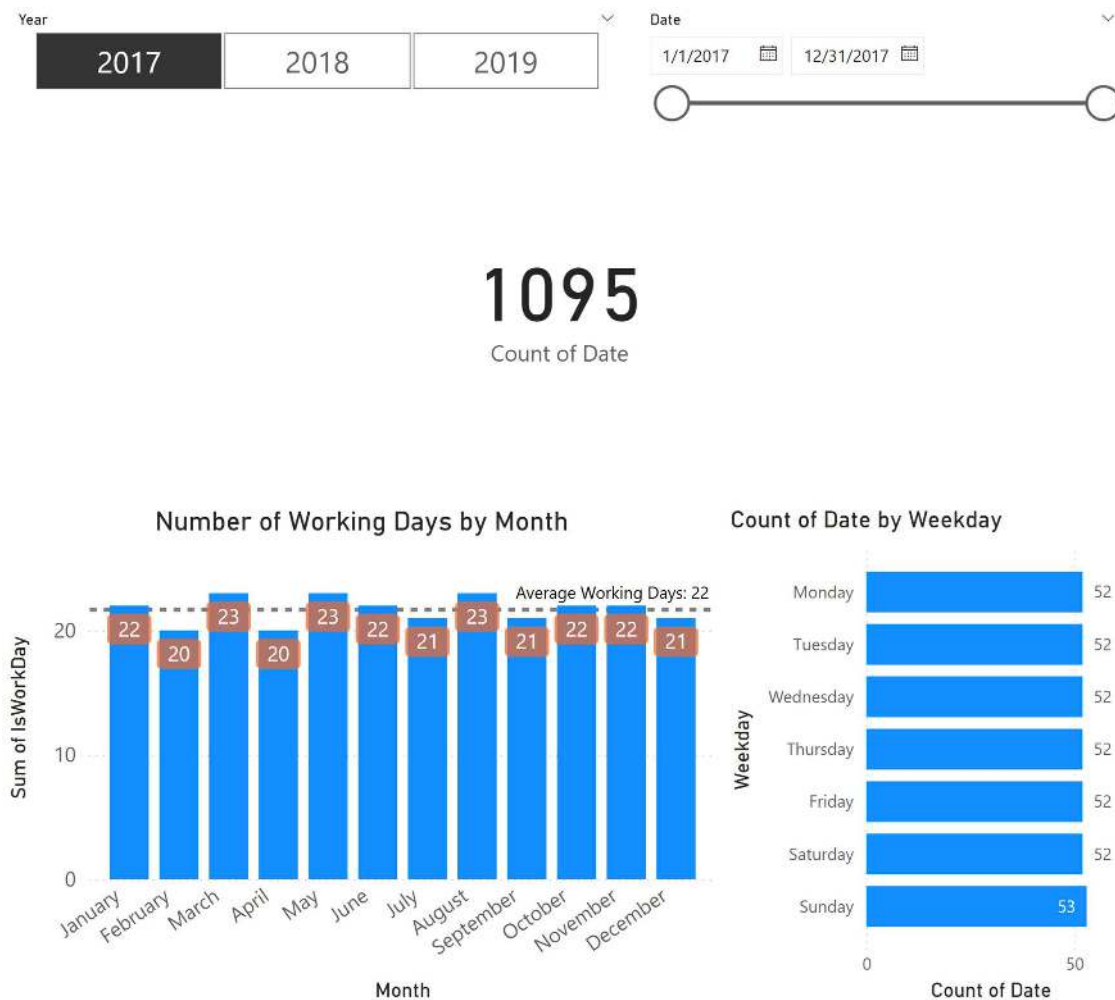 Year
2017 2018 2019
Date
1/1/2017 12/31/2017
1095
Count of Date
Number of Working Days by Month
Sum of IsWorkDay
20
10
0
Average Working Days: 22
22 20 23 20 23 22 21 23 21 22 22 21
January February March April May June July August September October November December
Month
Count of Date by Weekday
Weekday
Monday 52
Tuesday 52
Wednesday 52
Thursday 52
Friday 52
Saturday 52
Sunday 53
0 50
Count of Date